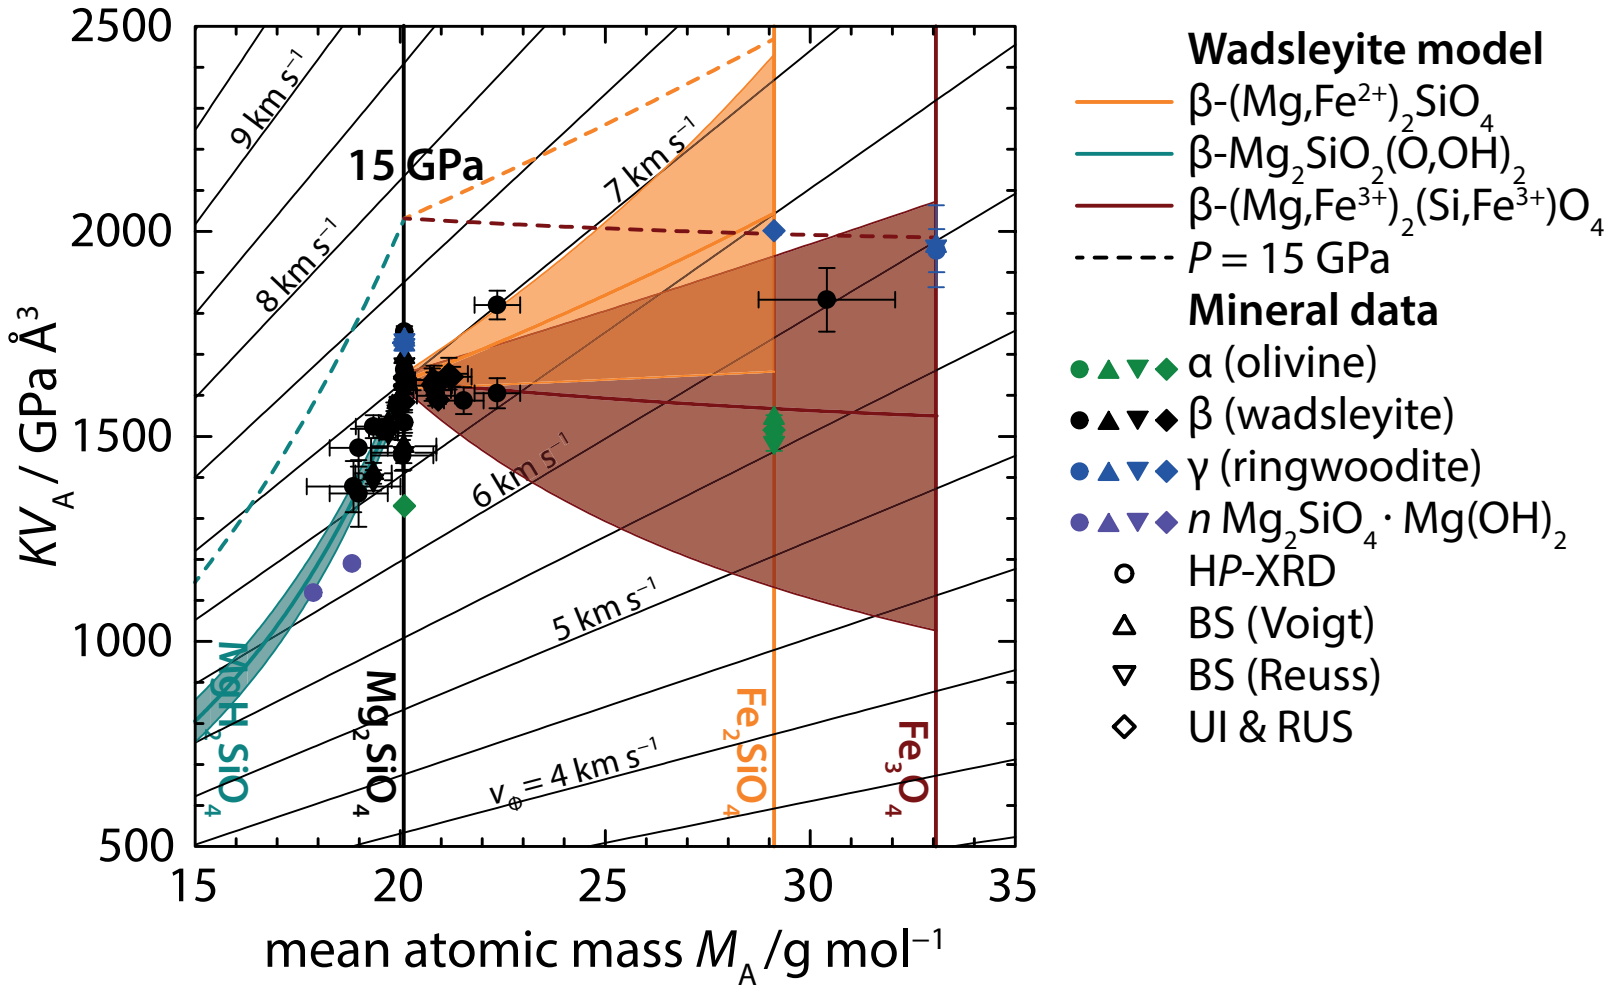 2500
2000
1500
1000
500
15
20
25
30
35
KV_A / GPa Å³
mean atomic mass M_A /g mol⁻¹
9 km s⁻¹
8 km s⁻¹
7 km s⁻¹
6 km s⁻¹
5 km s⁻¹
v_Φ = 4 km s⁻¹
15 GPa
MgH₂SiO₄
Mg₂SiO₄
Fe₂SiO₄
Fe₃O₄
Wadsleyite model
β-(Mg,Fe²⁺)₂SiO₄
β-Mg₂SiO₂(O,OH)₂
β-(Mg,Fe³⁺)₂(Si,Fe³⁺)O₄
P = 15 GPa
Mineral data
α (olivine)
β (wadsleyite)
γ (ringwoodite)
n Mg₂SiO₄ · Mg(OH)₂
HP-XRD
BS (Voigt)
BS (Reuss)
UI & RUS